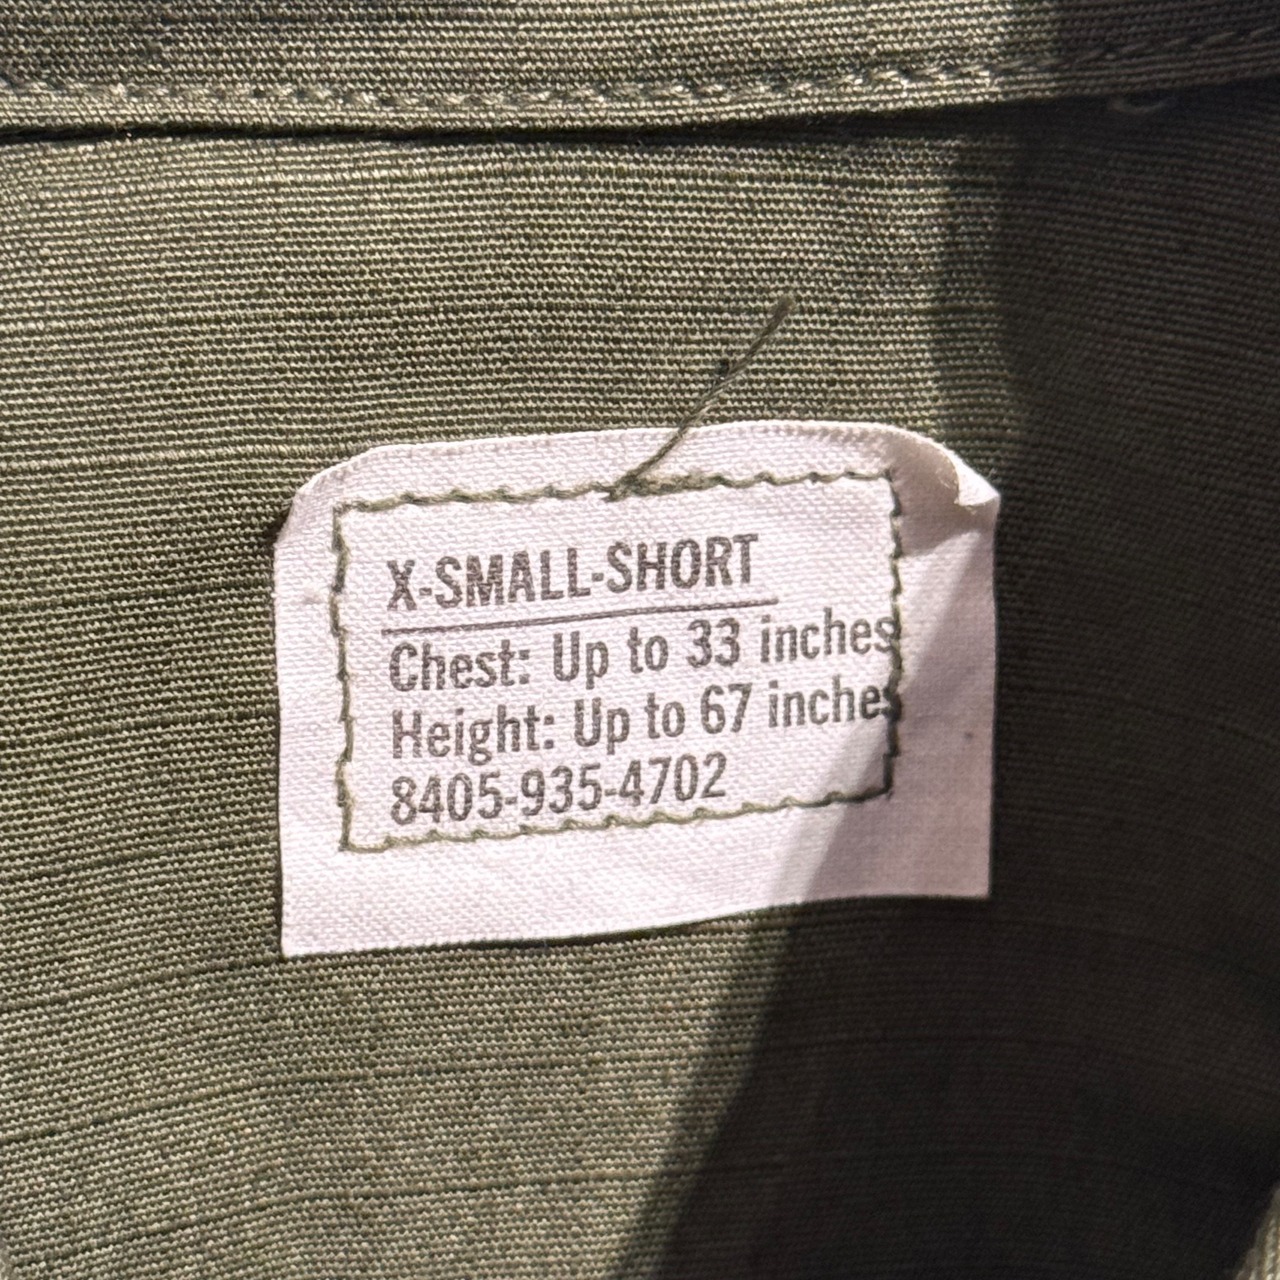 X-SMALL-SHORT
Chest: Up to 33 inches
Height: Up to 67 inches
8405-935-4702